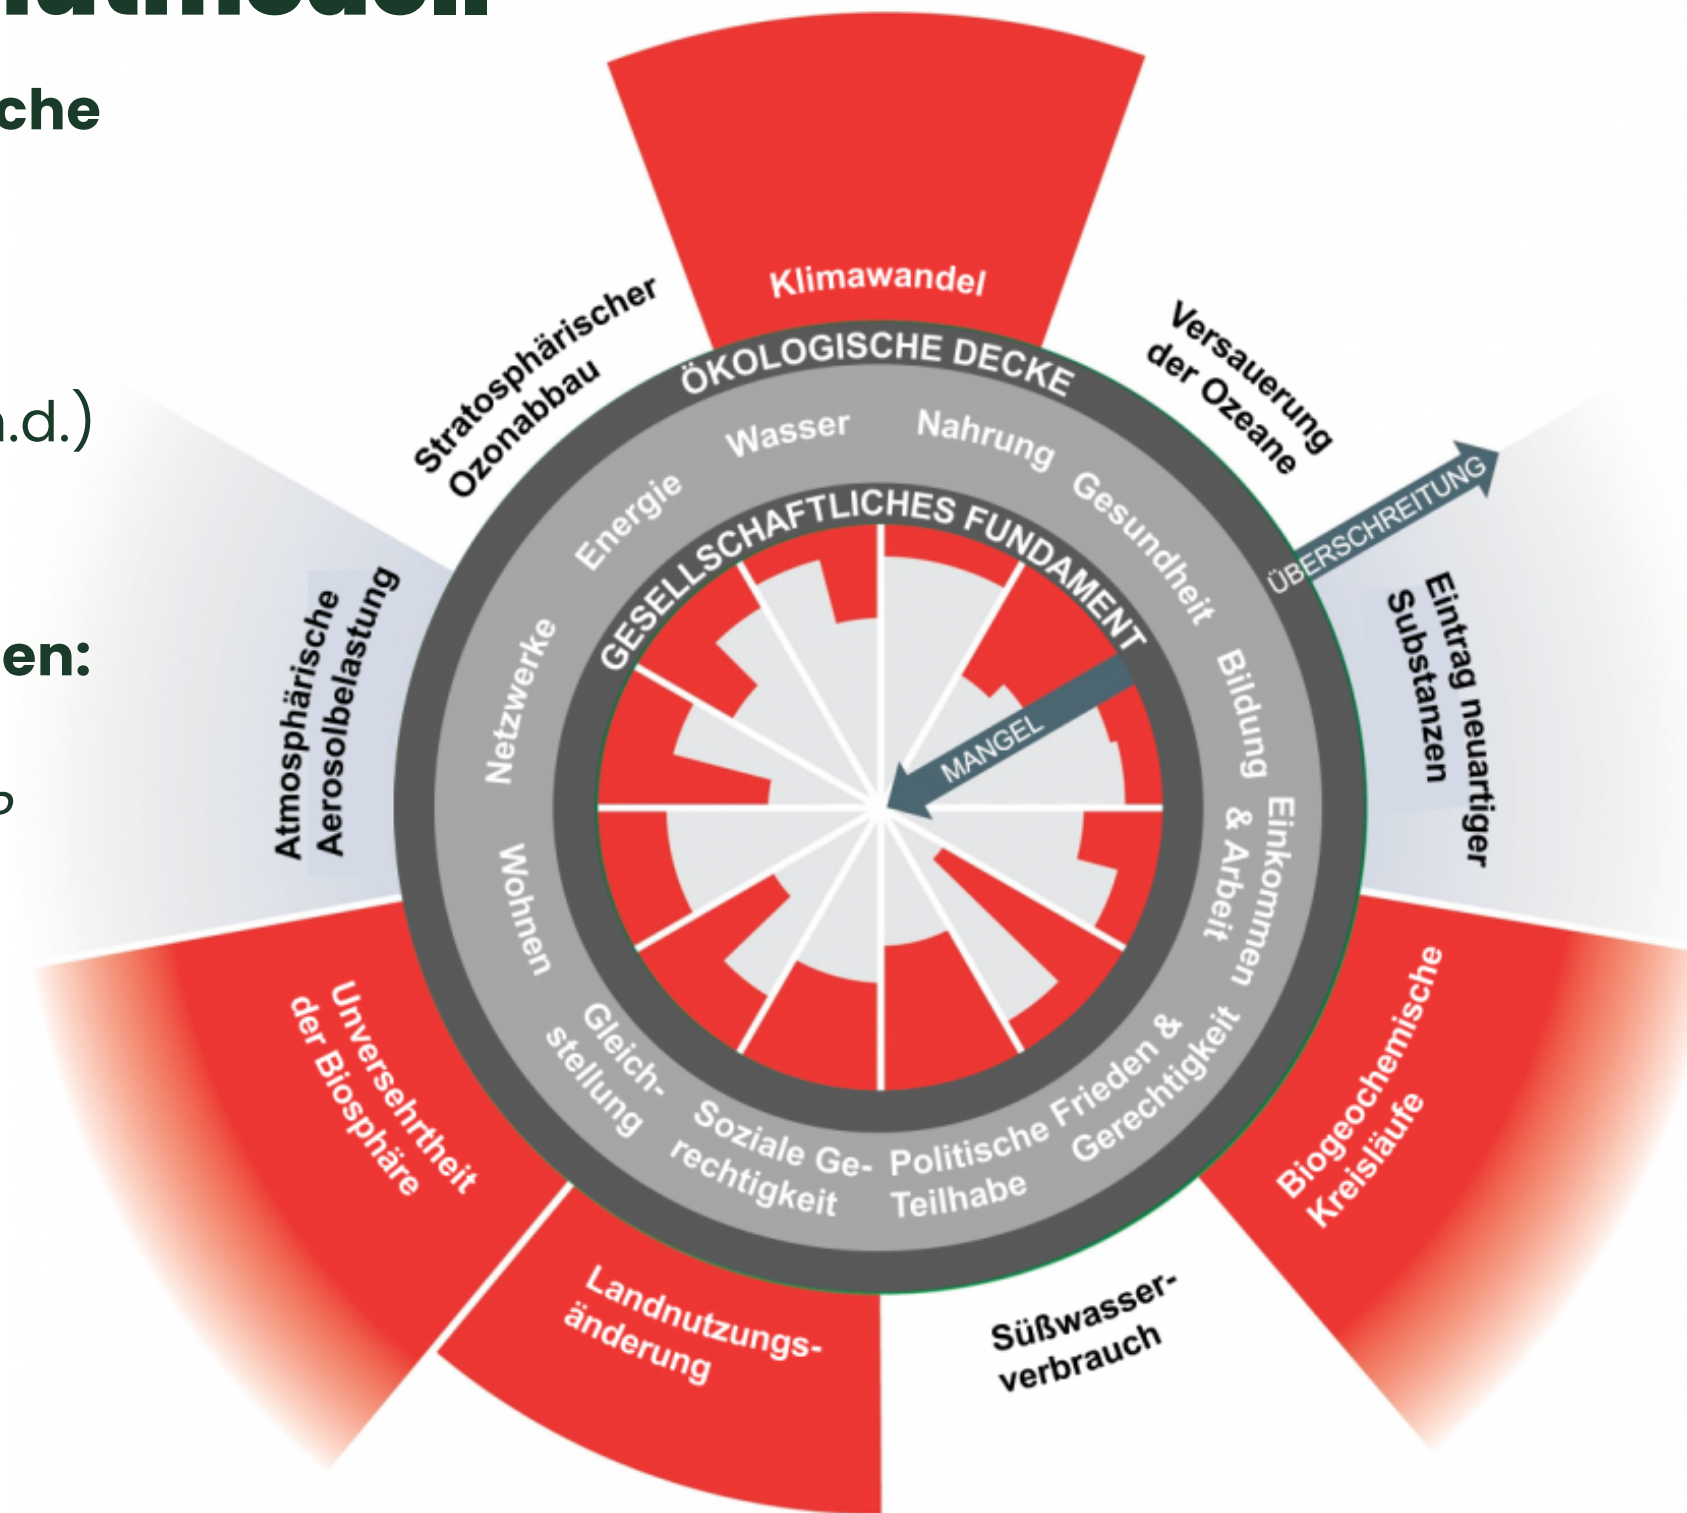 che
n.d.)
en:
Klimawandel
Stratosphärischer
Ozonabbau
Versauerung
der Ozeane
ÖKOLOGISCHE DECKE
Wasser
Nahrung
Energie
Gesundheit
GESELLSCHAFTLICHES FUNDAMENT
ÜBERSCHREITUNG
Atmosphärische
Aerosolbelastung
Netzwerke
MANGEL
Bildung
Eintrag neuartiger
Substanzen
Wohnen
Einkommen
& Arbeit
Unversehrtheit
der Biosphäre
Gleich-
stellung
Soziale Ge-
rechtigkeit
Politische
Teilhabe
Frieden &
Gerechtigkeit
Biogeochemische
Kreisläufe
Landnutzungs-
änderung
Süßwasser-
verbrauch